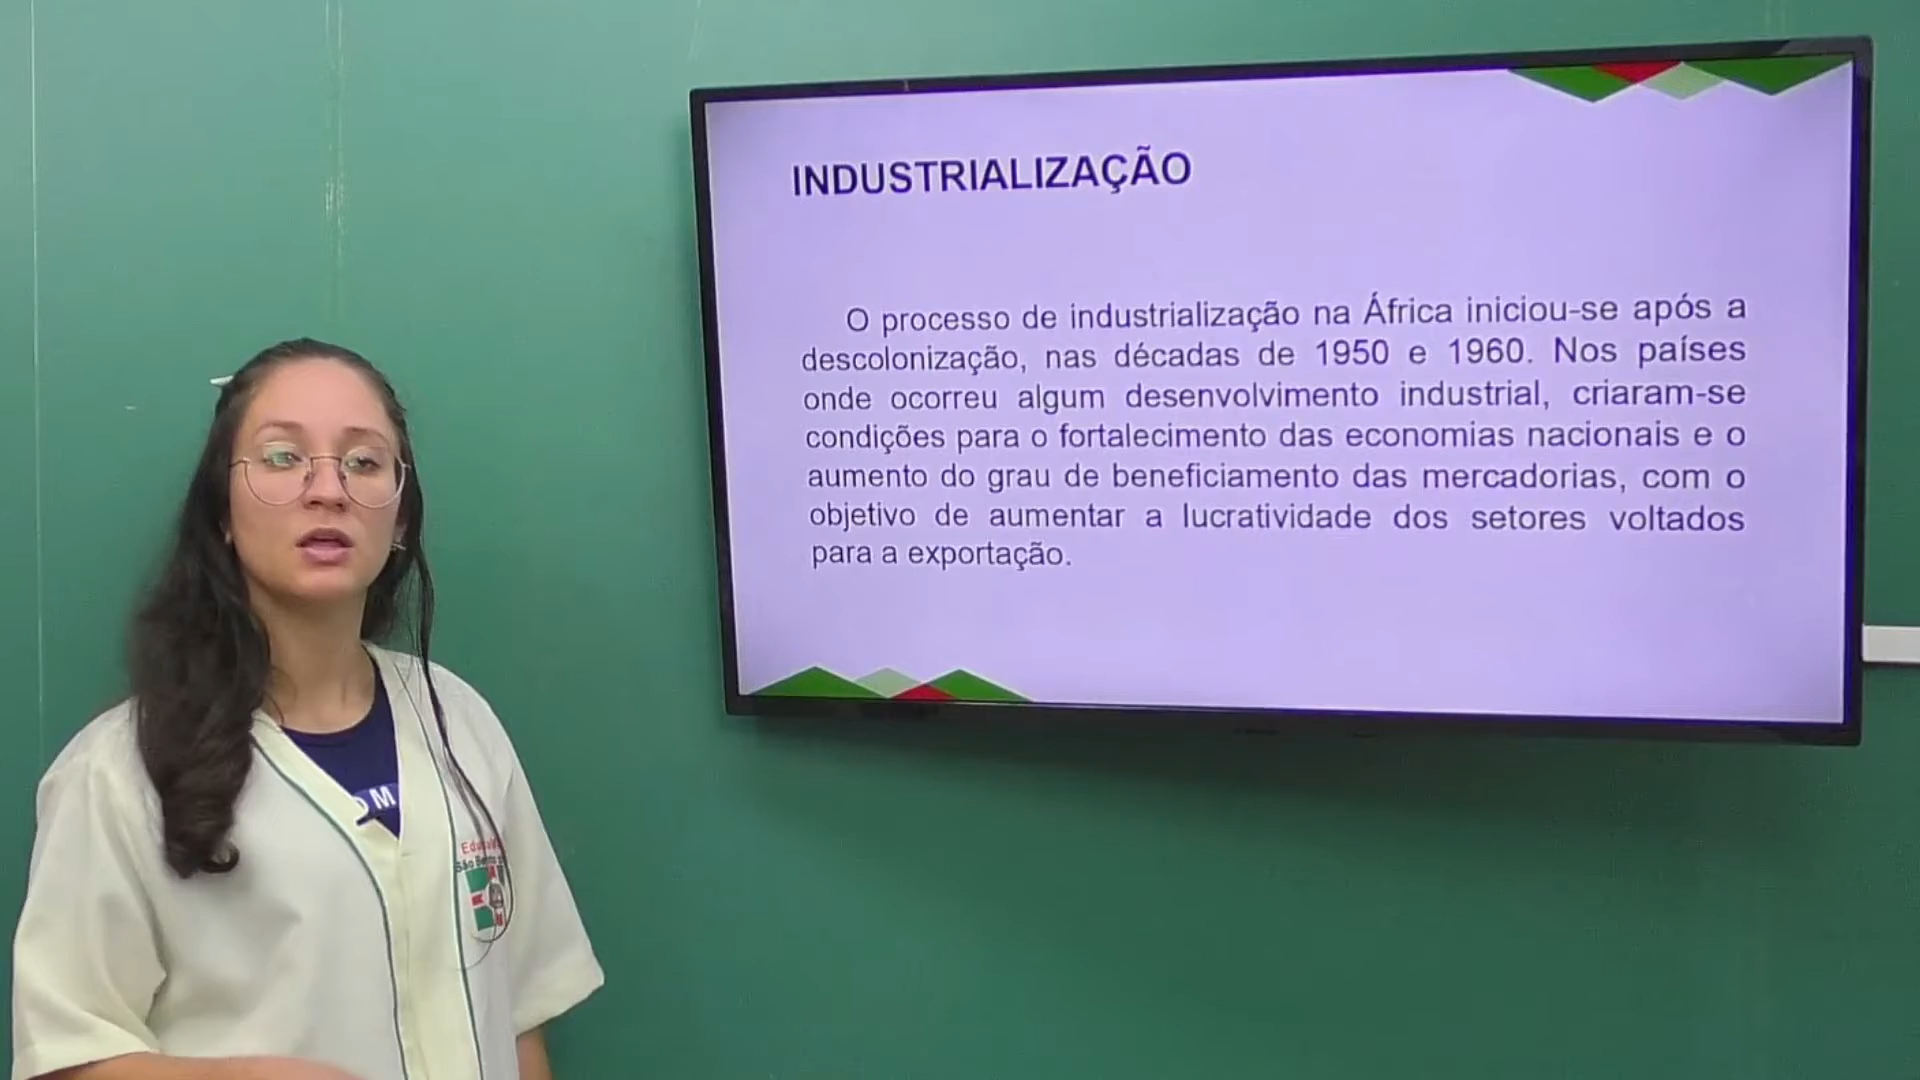 INDUSTRIALIZAÇÃO
O processo de industrialização na África iniciou-se após a
descolonização, nas décadas de 1950 e 1960. Nos países
onde ocorreu algum desenvolvimento industrial, criaram-se
condições para o fortalecimento das economias nacionais e o
aumento do grau de beneficiamento das mercadorias, com o
objetivo de aumentar a lucratividade dos setores voltados
para a exportação.
São